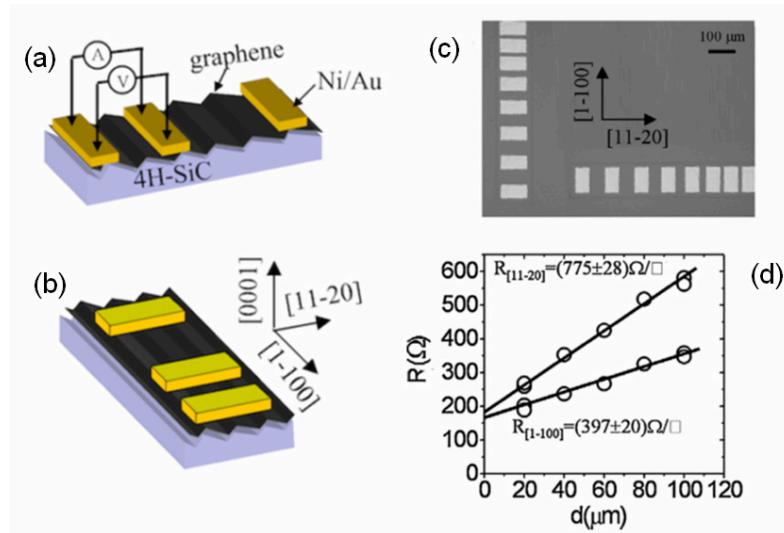 (a)
A
V
graphene
Ni/Au
4H-SiC
(b)
[0001]
[11-20]
[1-100]
(c)
100 μm
[1-100]
[11-20]
(d)
R[11-20]=(775±28)Ω/□
R[1-100]=(397±20)Ω/□
R(Ω)
600
500
400
300
200
100
0
0 20 40 60 80 100 120
d(μm)